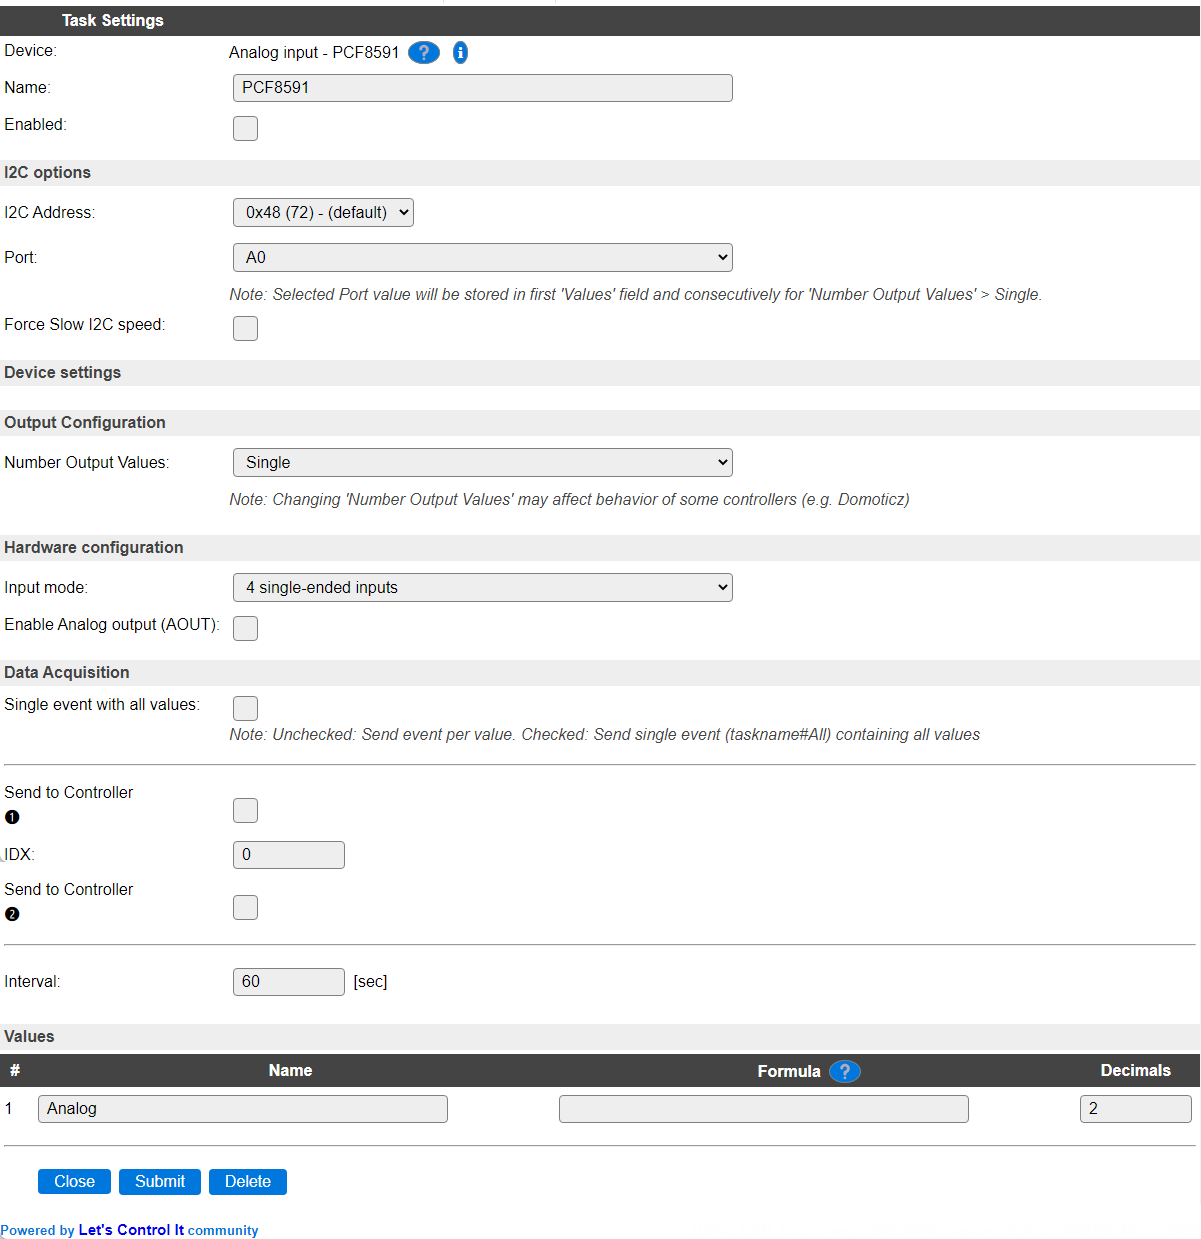 Task Settings
Device: Analog input - PCF8591 ? i
Name: PCF8591
Enabled:
I2C options
I2C Address: 0x48 (72) - (default)
Port: A0
Note: Selected Port value will be stored in first 'Values' field and consecutively for 'Number Output Values' > Single.
Force Slow I2C speed:
Device settings
Output Configuration
Number Output Values: Single
Note: Changing 'Number Output Values' may affect behavior of some controllers (e.g. Domoticz)
Hardware configuration
Input mode: 4 single-ended inputs
Enable Analog output (AOUT):
Data Acquisition
Single event with all values:
Note: Unchecked: Send event per value. Checked: Send single event (taskname#All) containing all values
Send to Controller
❶
IDX: 0
Send to Controller
❷
Interval: 60 [sec]
Values
# Name Formula ? Decimals
1 Analog 2
Close Submit Delete
Powered by Let's Control It community